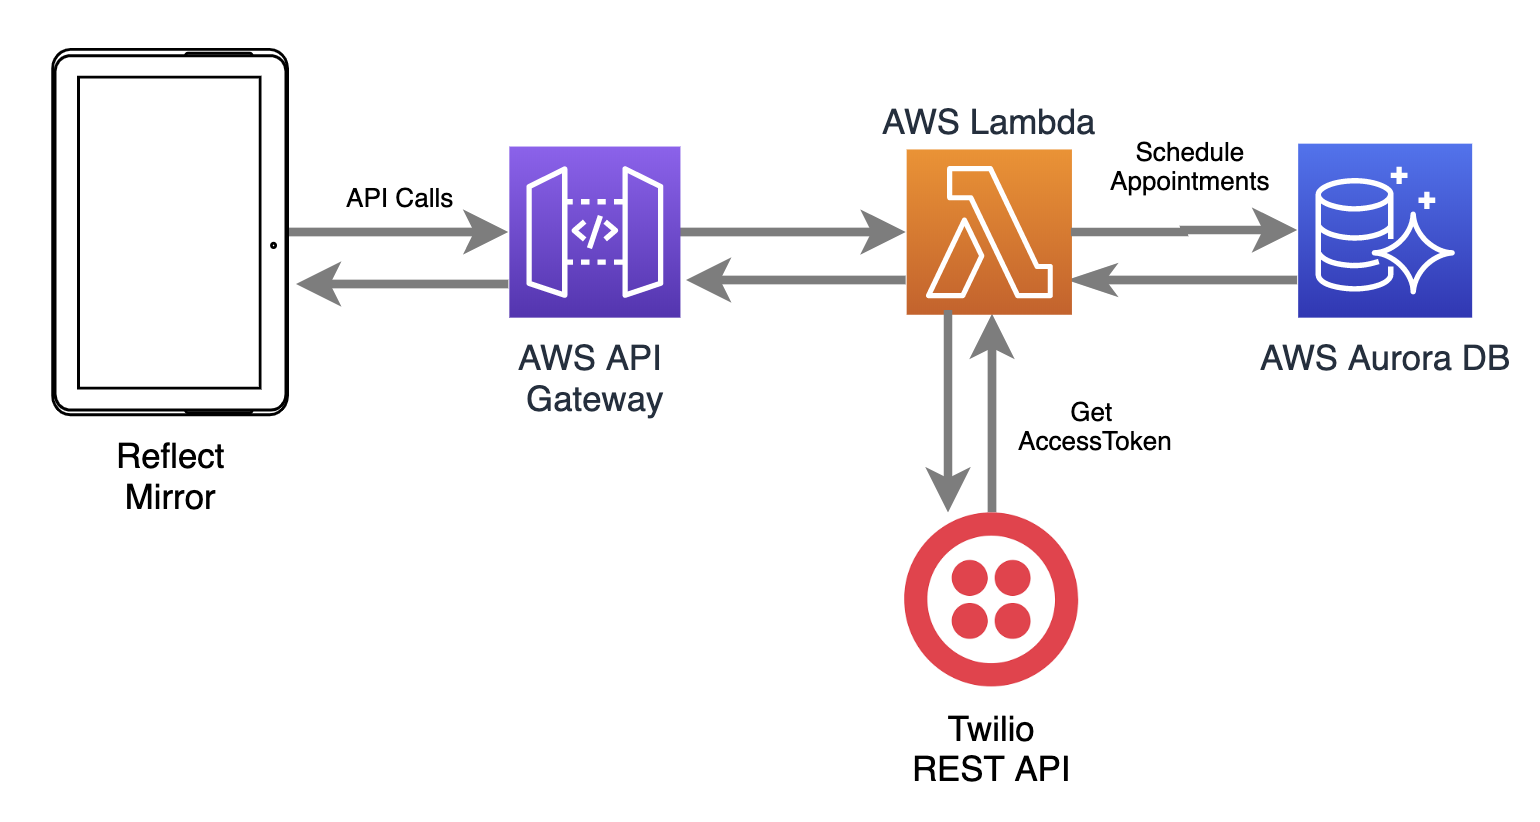 AWS Lambda
Schedule
Appointments
API Calls
</>
AWS API
Gateway
AWS Aurora DB
Get
AccessToken
Reflect
Mirror
Twilio
REST API